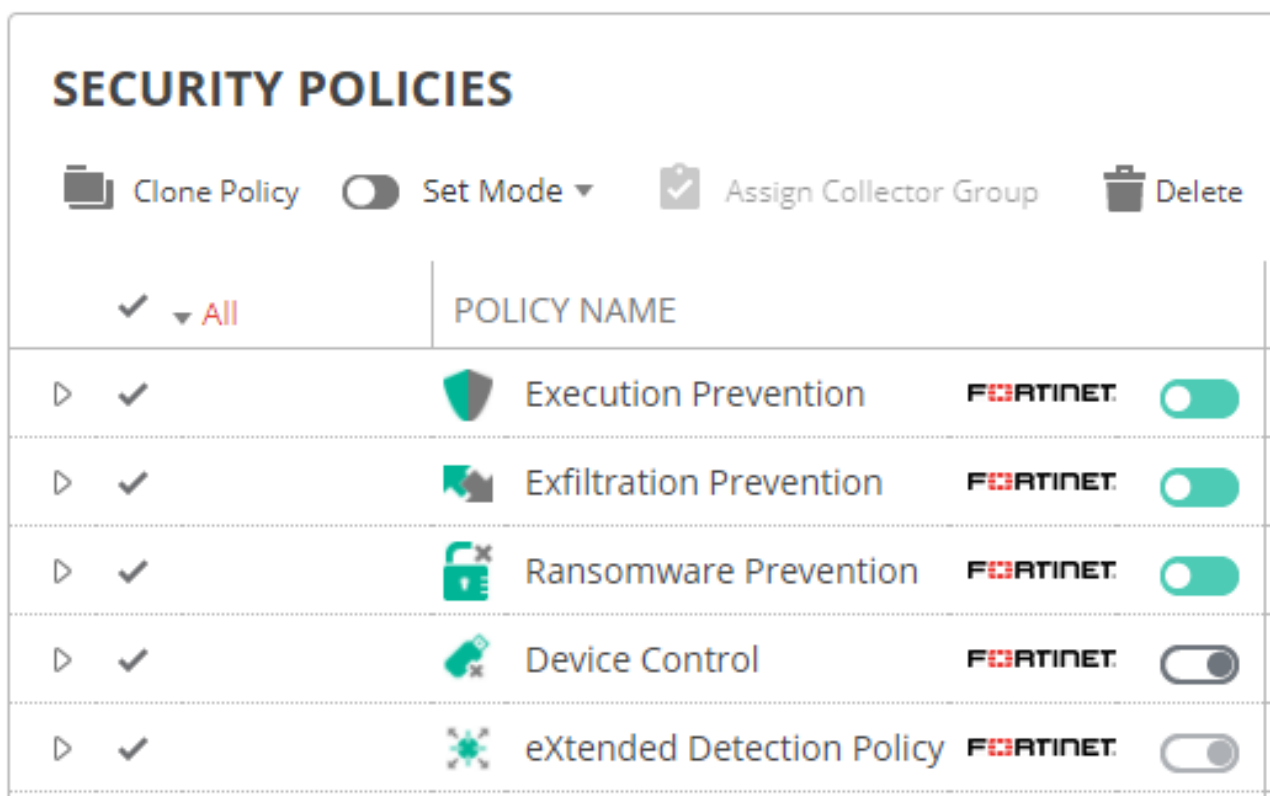 SECURITY POLICIES
Clone Policy Set Mode Assign Collector Group Delete
All POLICY NAME
Execution Prevention FORTINET
Exfiltration Prevention FORTINET
Ransomware Prevention FORTINET
Device Control FORTINET
eXtended Detection Policy FORTINET